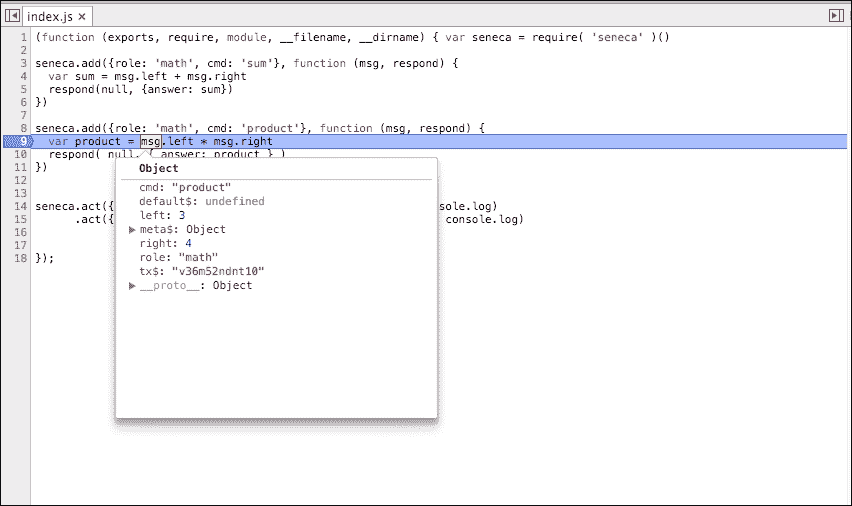 index.js ×
1 (function (exports, require, module, __filename, __dirname) { var seneca = require( 'seneca' )()
2
3 seneca.add({role: 'math', cmd: 'sum'}, function (msg, respond) {
4 var sum = msg.left + msg.right
5 respond(null, {answer: sum})
6 })
7
8 seneca.add({role: 'math', cmd: 'product'}, function (msg, respond) {
9 var product = msg.left * msg.right
10 respond( null, { answer: product } )
11 })
12
13
14 seneca.act({ sole.log)
15 .act({ console.log)
16
17
18 });
Object
cmd: "product"
default$: undefined
left: 3
▶ meta$: Object
right: 4
role: "math"
tx$: "v36m52ndnt10"
▶ __proto__: Object